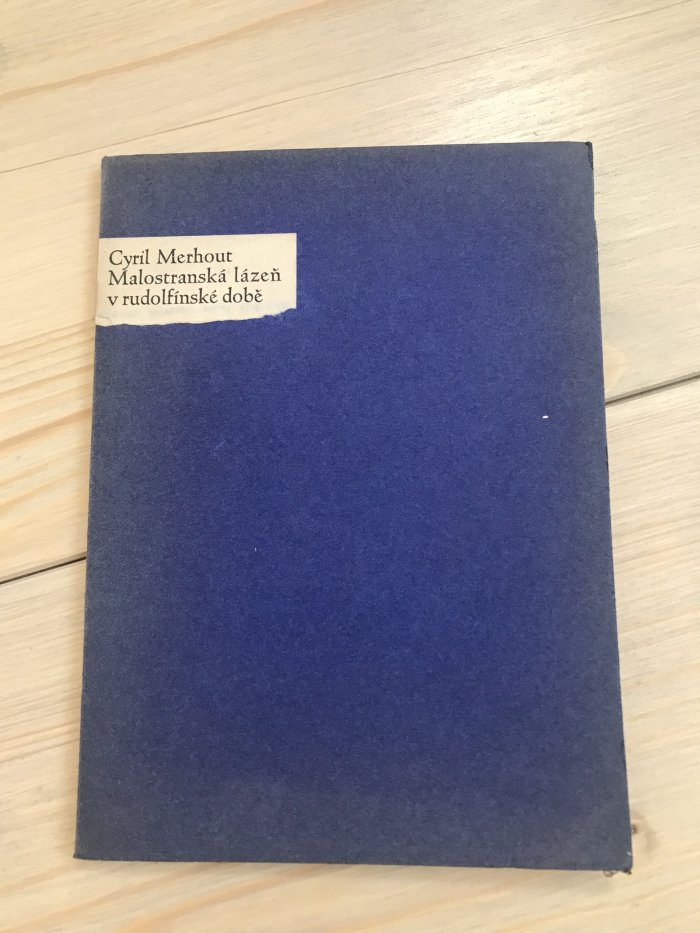 Cyril Merhout
Malostranská lázeň
v rudolfínské době